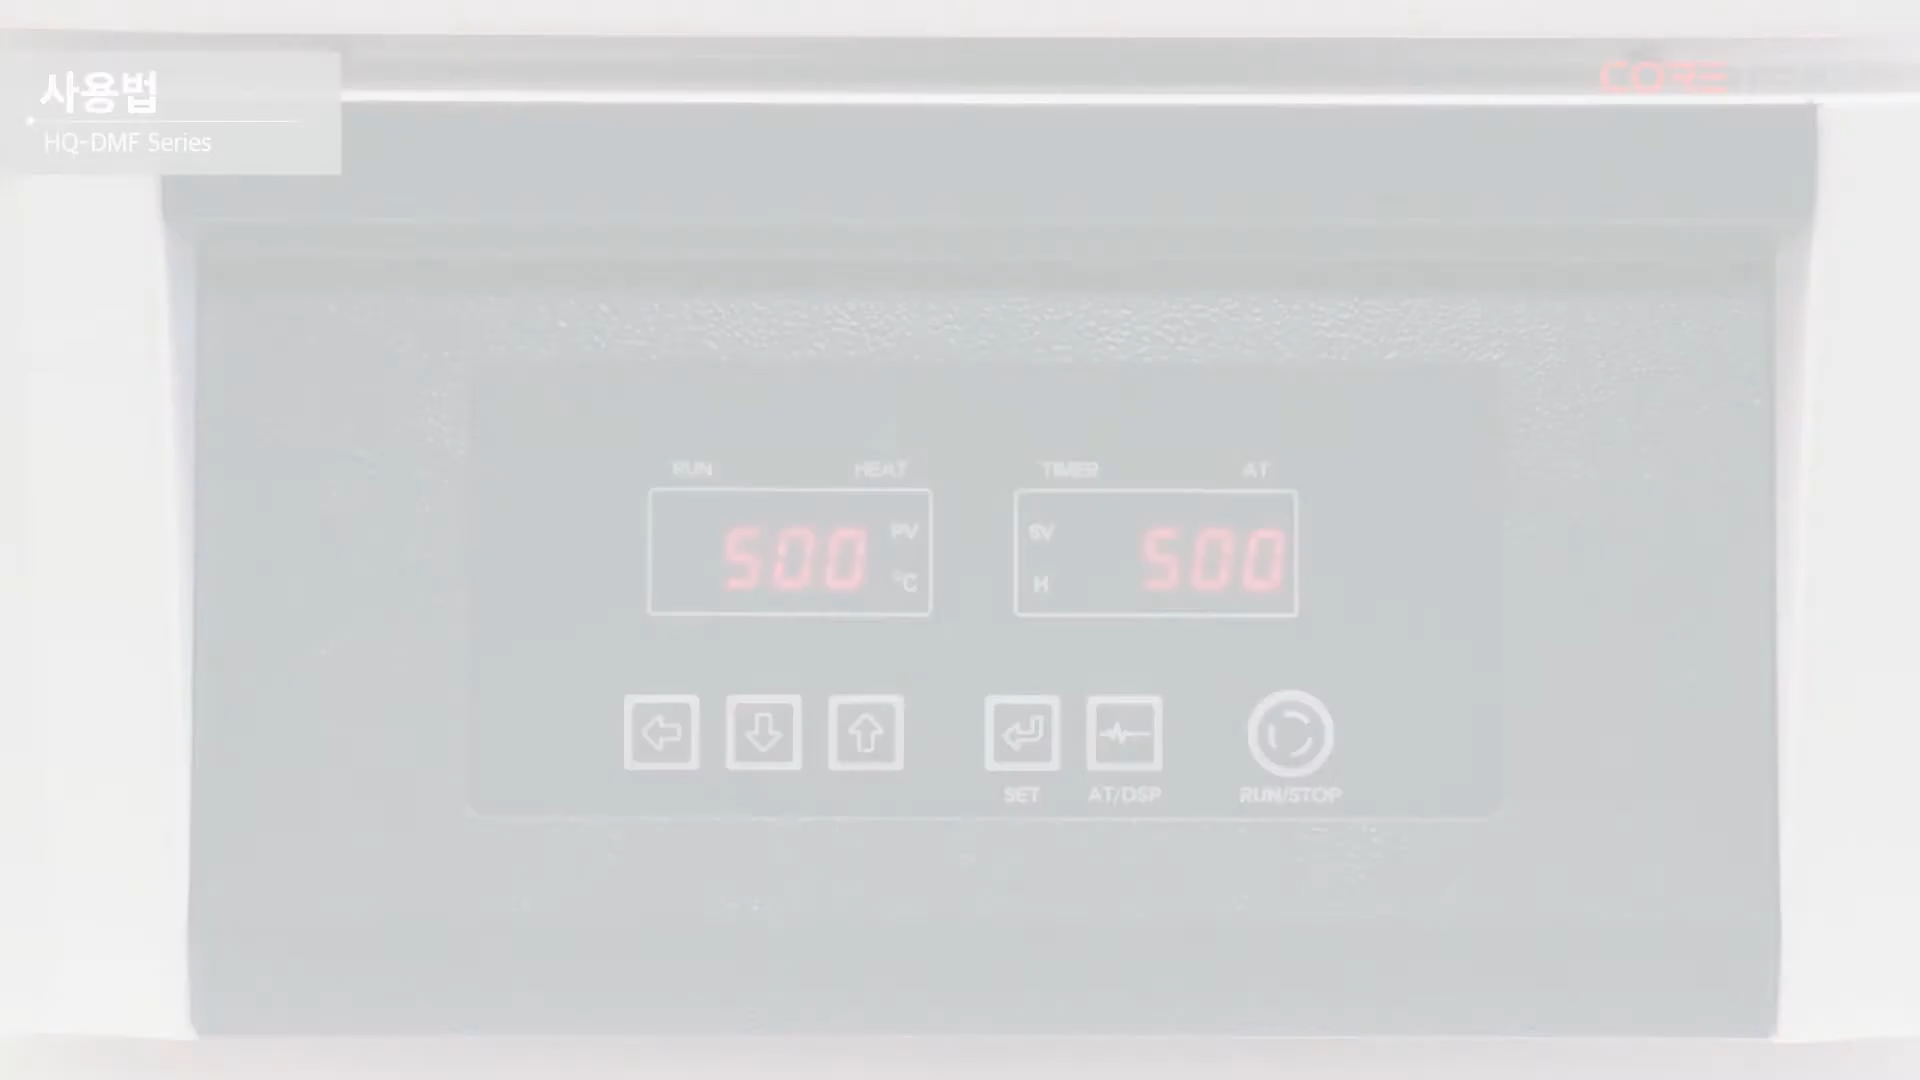 사용법
HQ-DMF Series
CORE
RUN HEAT TIMER AT
500 PV °C
SV H 500
SET AT/DSP RUN/STOP